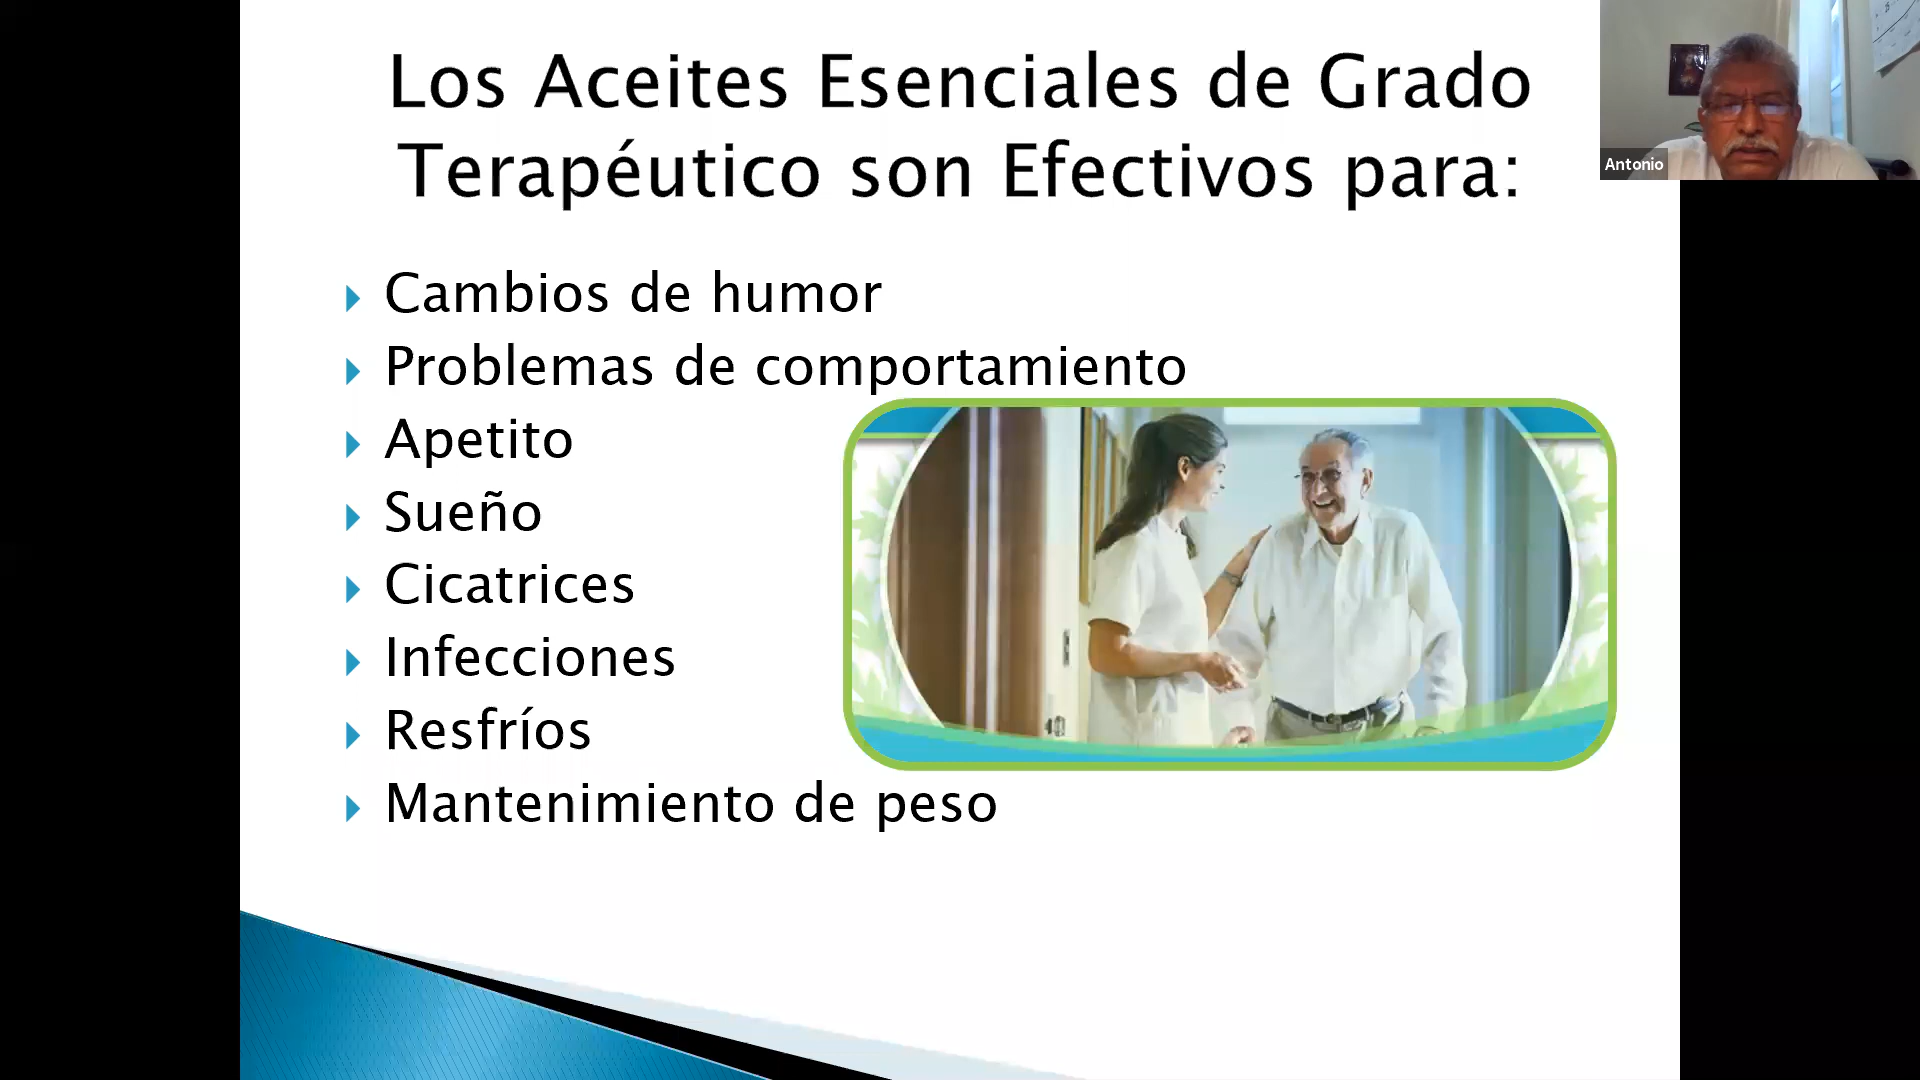 Los Aceites Esenciales de Grado
Terapéutico son Efectivos para:
Cambios de humor
Problemas de comportamiento
Apetito
Sueño
Cicatrices
Infecciones
Resfríos
Mantenimiento de peso
Antonio